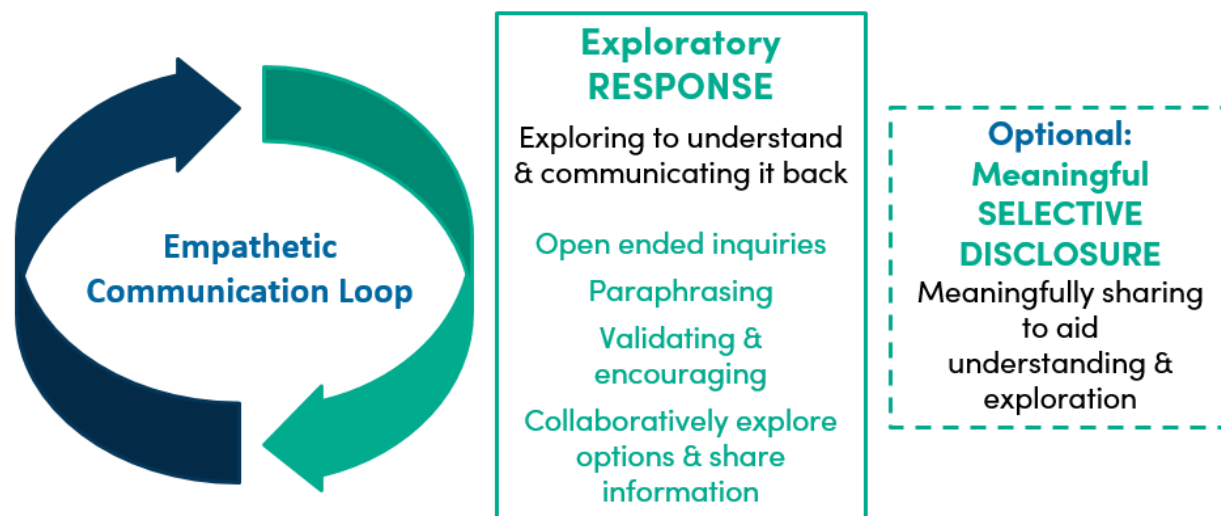 Empathetic
Communication Loop
Exploratory
RESPONSE
Exploring to understand
& communicating it back
Open ended inquiries
Paraphrasing
Validating &
encouraging
Collaboratively explore
options & share
information
Optional:
Meaningful
SELECTIVE
DISCLOSURE
Meaningfully sharing
to aid
understanding &
exploration